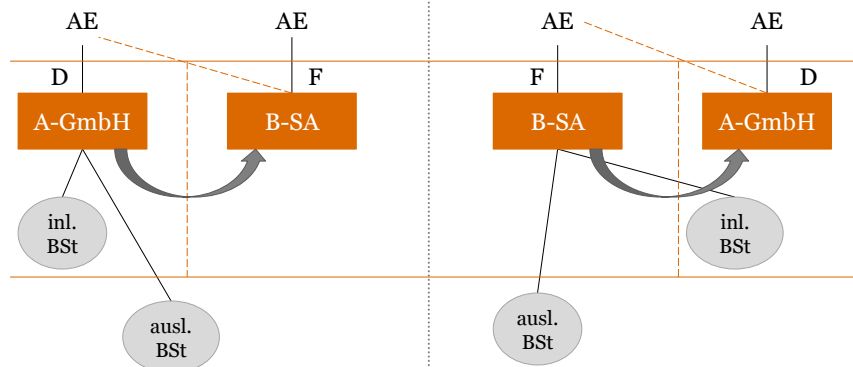 AE AE AE AE
D F F D
A-GmbH B-SA B-SA A-GmbH
inl.
BSt
inl.
BSt
ausl.
BSt
ausl.
BSt